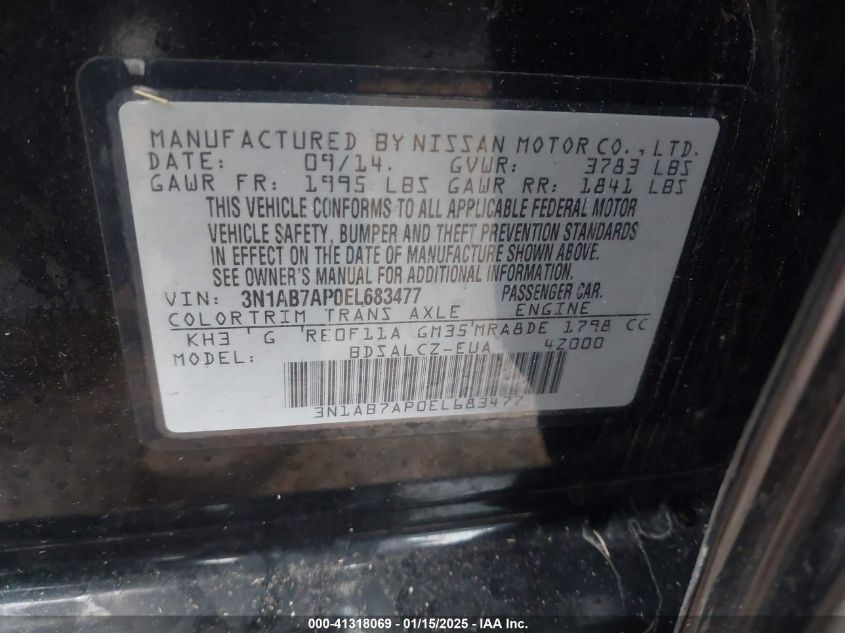 MANUFACTURED BY NISSAN MOTOR CO., LTD.
DATE: 09/14. GVWR: 3783 LBS
GAWR FR: 1995 LBS GAWR RR: 1841 LBS
THIS VEHICLE CONFORMS TO ALL APPLICABLE FEDERAL MOTOR
VEHICLE SAFETY, BUMPER AND THEFT PREVENTION STANDARDS
IN EFFECT ON THE DATE OF MANUFACTURE SHOWN ABOVE.
SEE OWNER'S MANUAL FOR ADDITIONAL INFORMATION.
VIN: 3N1AB7AP0EL683477 PASSENGER CAR.
COLOR TRIM TRANS AXLE ENGINE
KH3 ' G 'RE0F11A GM35'MRA8DE 1798 CC
MODEL: BDSALCZ-EUA 42000
3N1AB7AP0EL683477
000-41318069 - 01/15/2025 - IAA Inc.